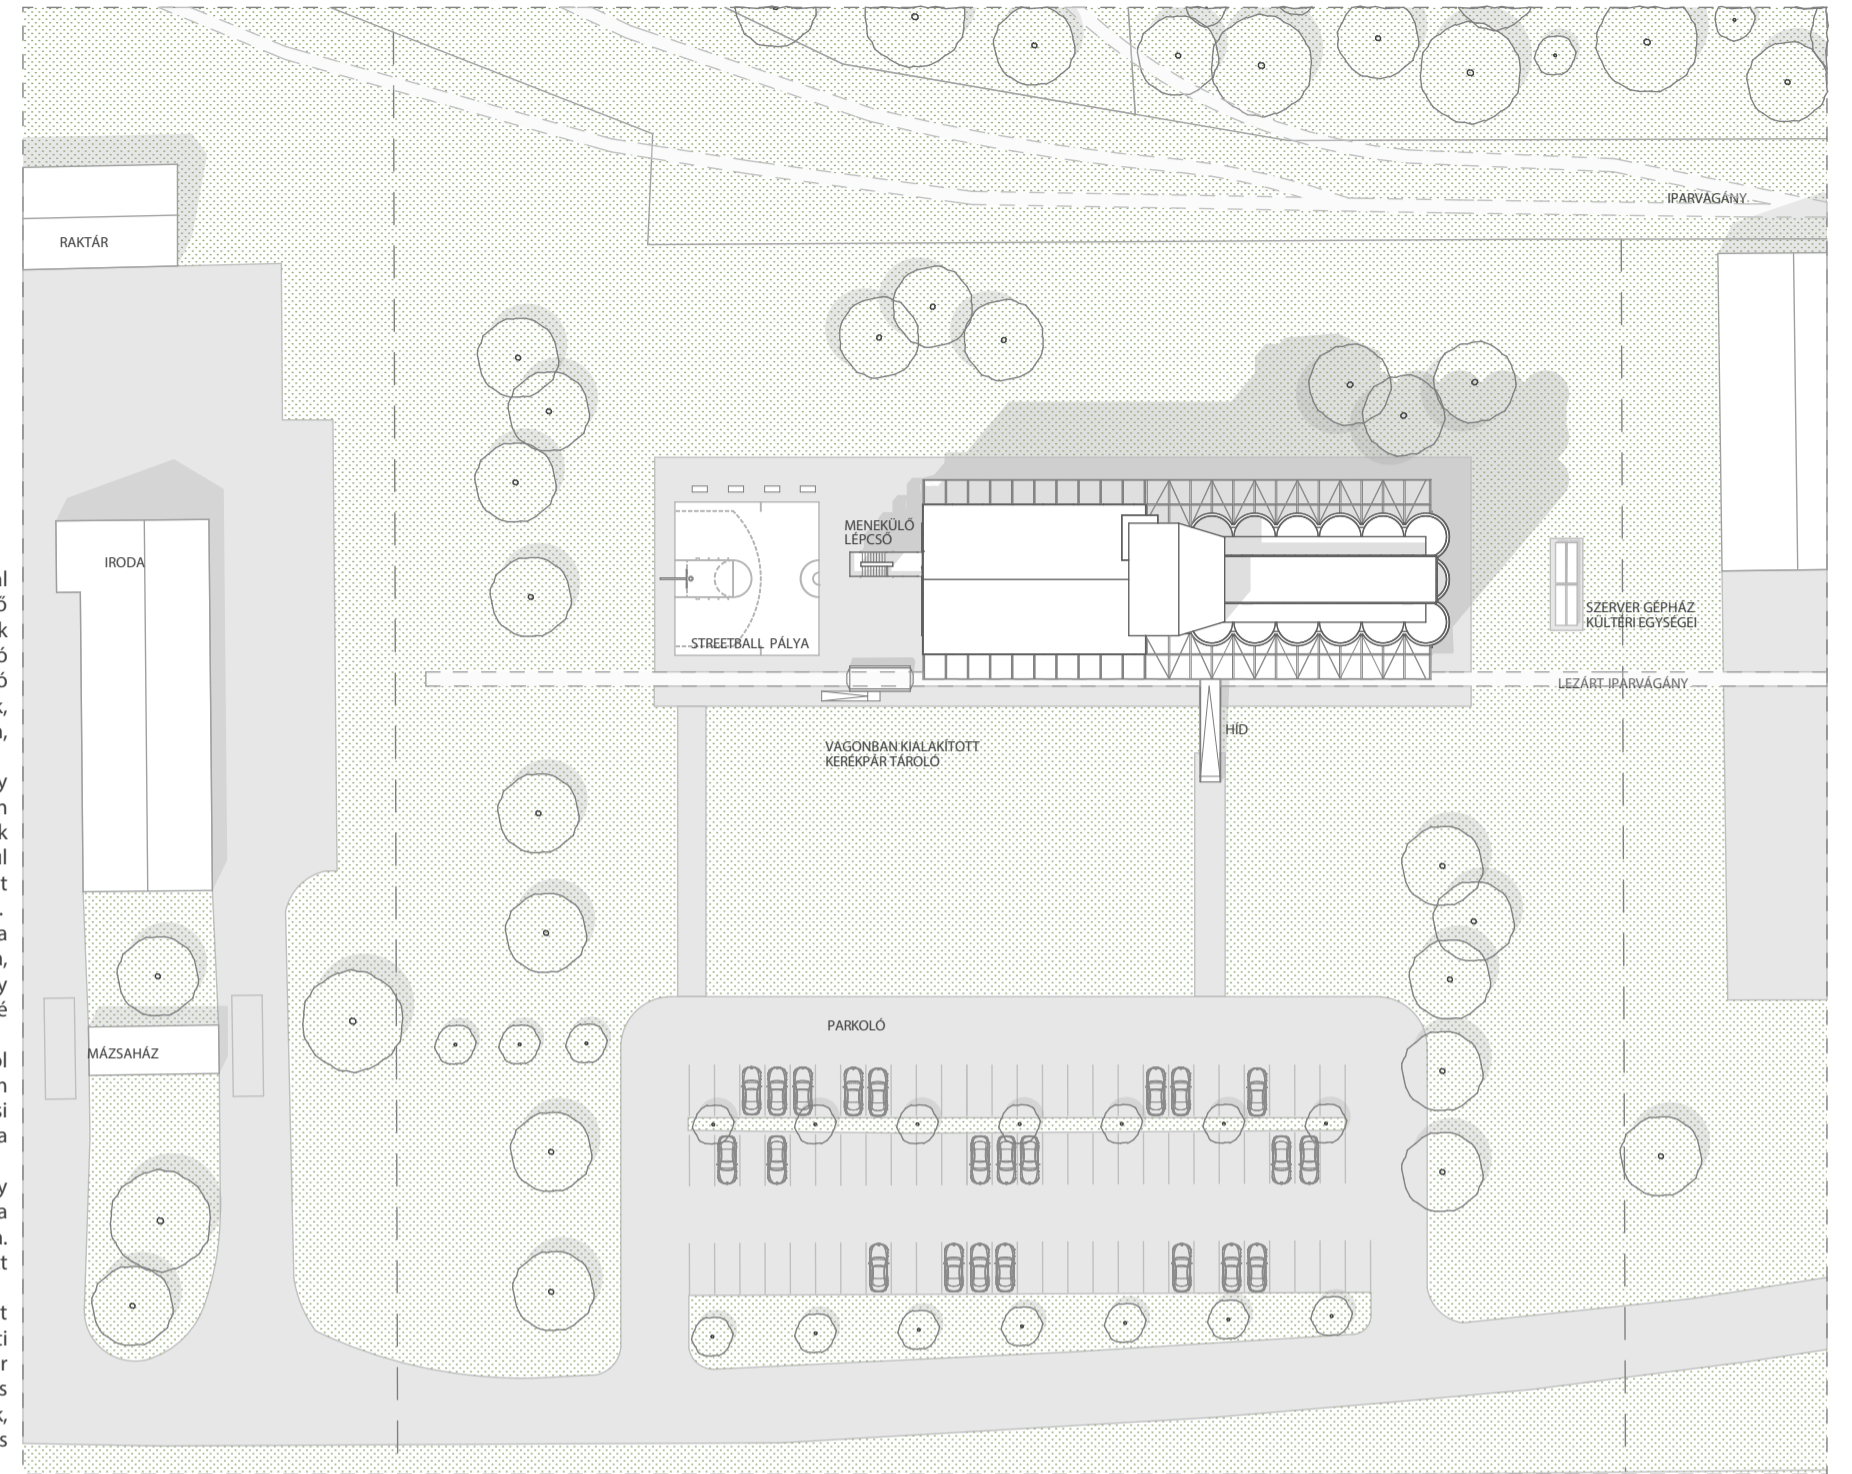 IPARVÁGÁNY
RAKTÁR
MENEKÜLŐ
LÉPCSŐ
IRODA
SZERVER GÉPHÁZ
KÜLTÉRI EGYSÉGEI
STREETBALL PÁLYA
LEZÁRT IPARVÁGÁNY
HÍD
VAGONBAN KIALAKÍTOTT
KERÉKPÁR TÁROLÓ
PARKOLÓ
MÁZSAHÁZ